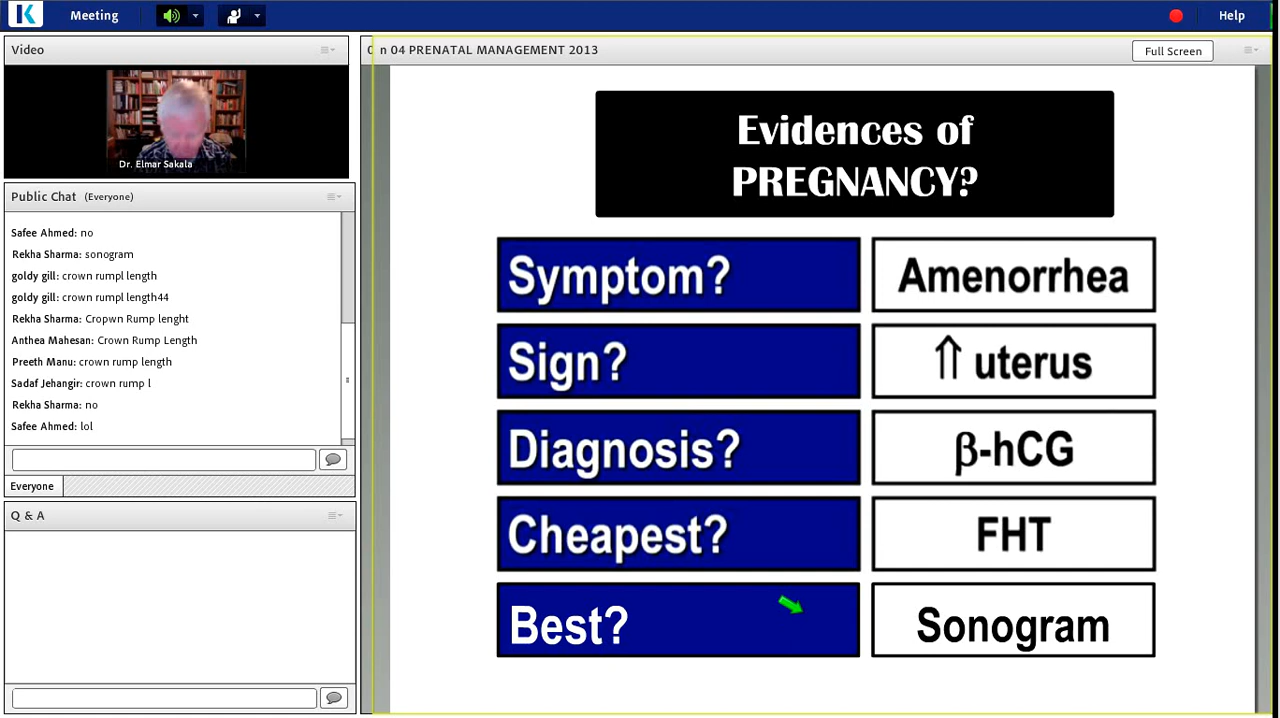 K
Meeting
Help
Video
Dr. Elmar Sakala
Public Chat (Everyone)
Safee Ahmed: no
Rekha Sharma: sonogram
goldy gill: crown rumpl length
goldy gill: crown rumpl length44
Rekha Sharma: Cropwn Rump lenght
Anthea Mahesan: Crown Rump Length
Preeth Manu: crown rump length
Sadaf Jehangir: crown rump l
Rekha Sharma: no
Safee Ahmed: lol
Everyone
Q & A
n 04 PRENATAL MANAGEMENT 2013
Full Screen
Evidences of
PREGNANCY?
Symptom? Amenorrhea
Sign? ⇑ uterus
Diagnosis? β-hCG
Cheapest? FHT
Best? Sonogram